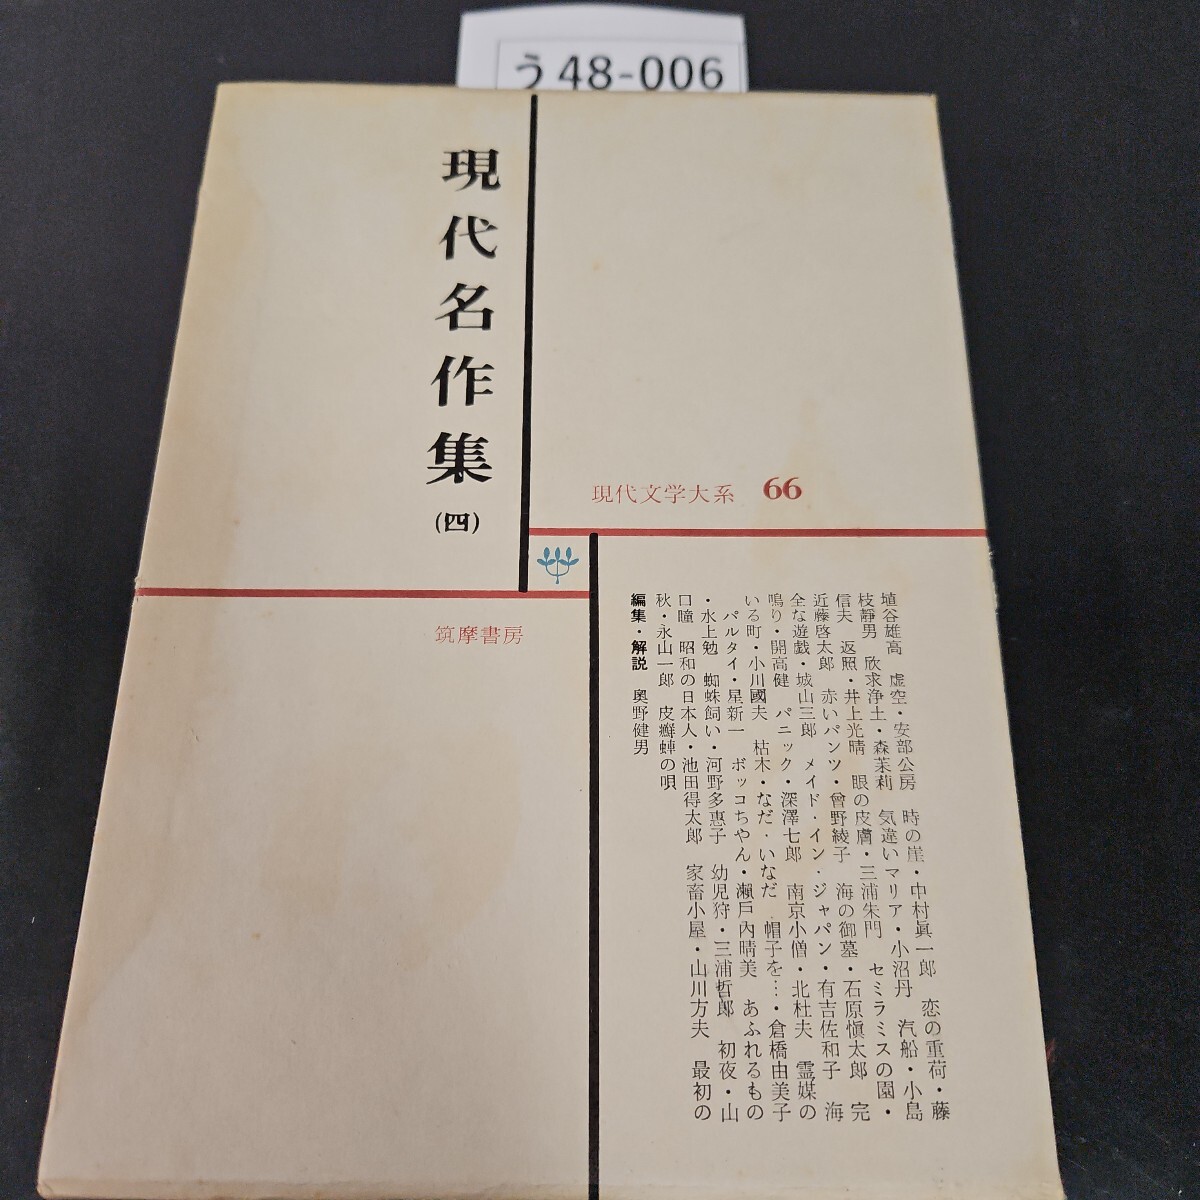 う48-006
現代名作集
(四)
現代文学大系 66
筑摩書房
埴谷雄高 虚空・安部公房 時の崖・中村眞一郎 恋の重荷・藤
枝靜男 欣求浄土・森茉莉 気違いマリア・小沼丹 汽船・小島
信夫 返照・井上光晴 眼の皮膚・三浦朱門 セミラミスの園・
近藤啓太郎 赤いパンツ・曾野綾子 海の御墓・石原愼太郎 完
全な遊戯・城山三郎 メイド・イン・ジャパン・有吉佐和子 海
鳴り・開高健 パニック・深澤七郎 南京小僧・北杜夫 霊媒の
いる町・小川國夫 枯木・なだ・いなだ 帽子を…・倉橋由美子
パルタイ・星新一 ボッコちやん・瀬戸内晴美 あふれるもの
・水上勉 蜘蛛飼い・河野多惠子 幼児狩・三浦哲郎 初夜・山
口瞳 昭和の日本人・池田得太郎 家畜小屋・山川方夫 最初の
秋・永山一郎 皮癬蜱の唄
編集・解説 奥野健男